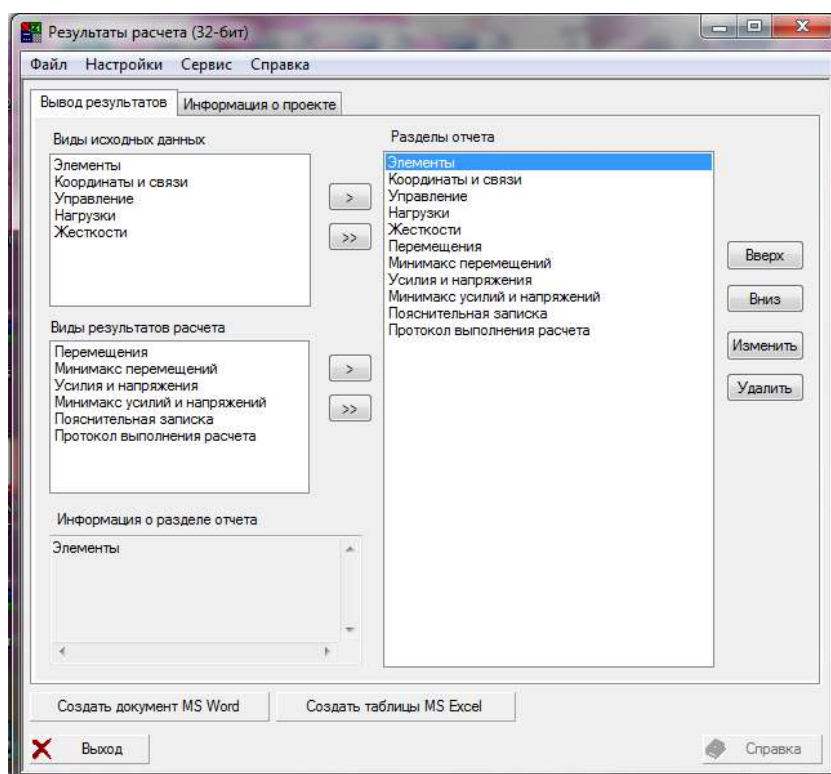 Результаты расчета (32-бит)
Файл Настройки Сервис Справка
Вывод результатов Информация о проекте
Виды исходных данных
Элементы
Координаты и связи
Управление
Нагрузки
Жесткости
>
>>
Виды результатов расчета
Перемещения
Минимакс перемещений
Усилия и напряжения
Минимакс усилий и напряжений
Пояснительная записка
Протокол выполнения расчета
>
>>
Информация о разделе отчета
Элементы
Разделы отчета
Элементы
Координаты и связи
Управление
Нагрузки
Жесткости
Перемещения
Минимакс перемещений
Усилия и напряжения
Минимакс усилий и напряжений
Пояснительная записка
Протокол выполнения расчета
Вверх
Вниз
Изменить
Удалить
Создать документ MS Word Создать таблицы MS Excel
Выход Справка